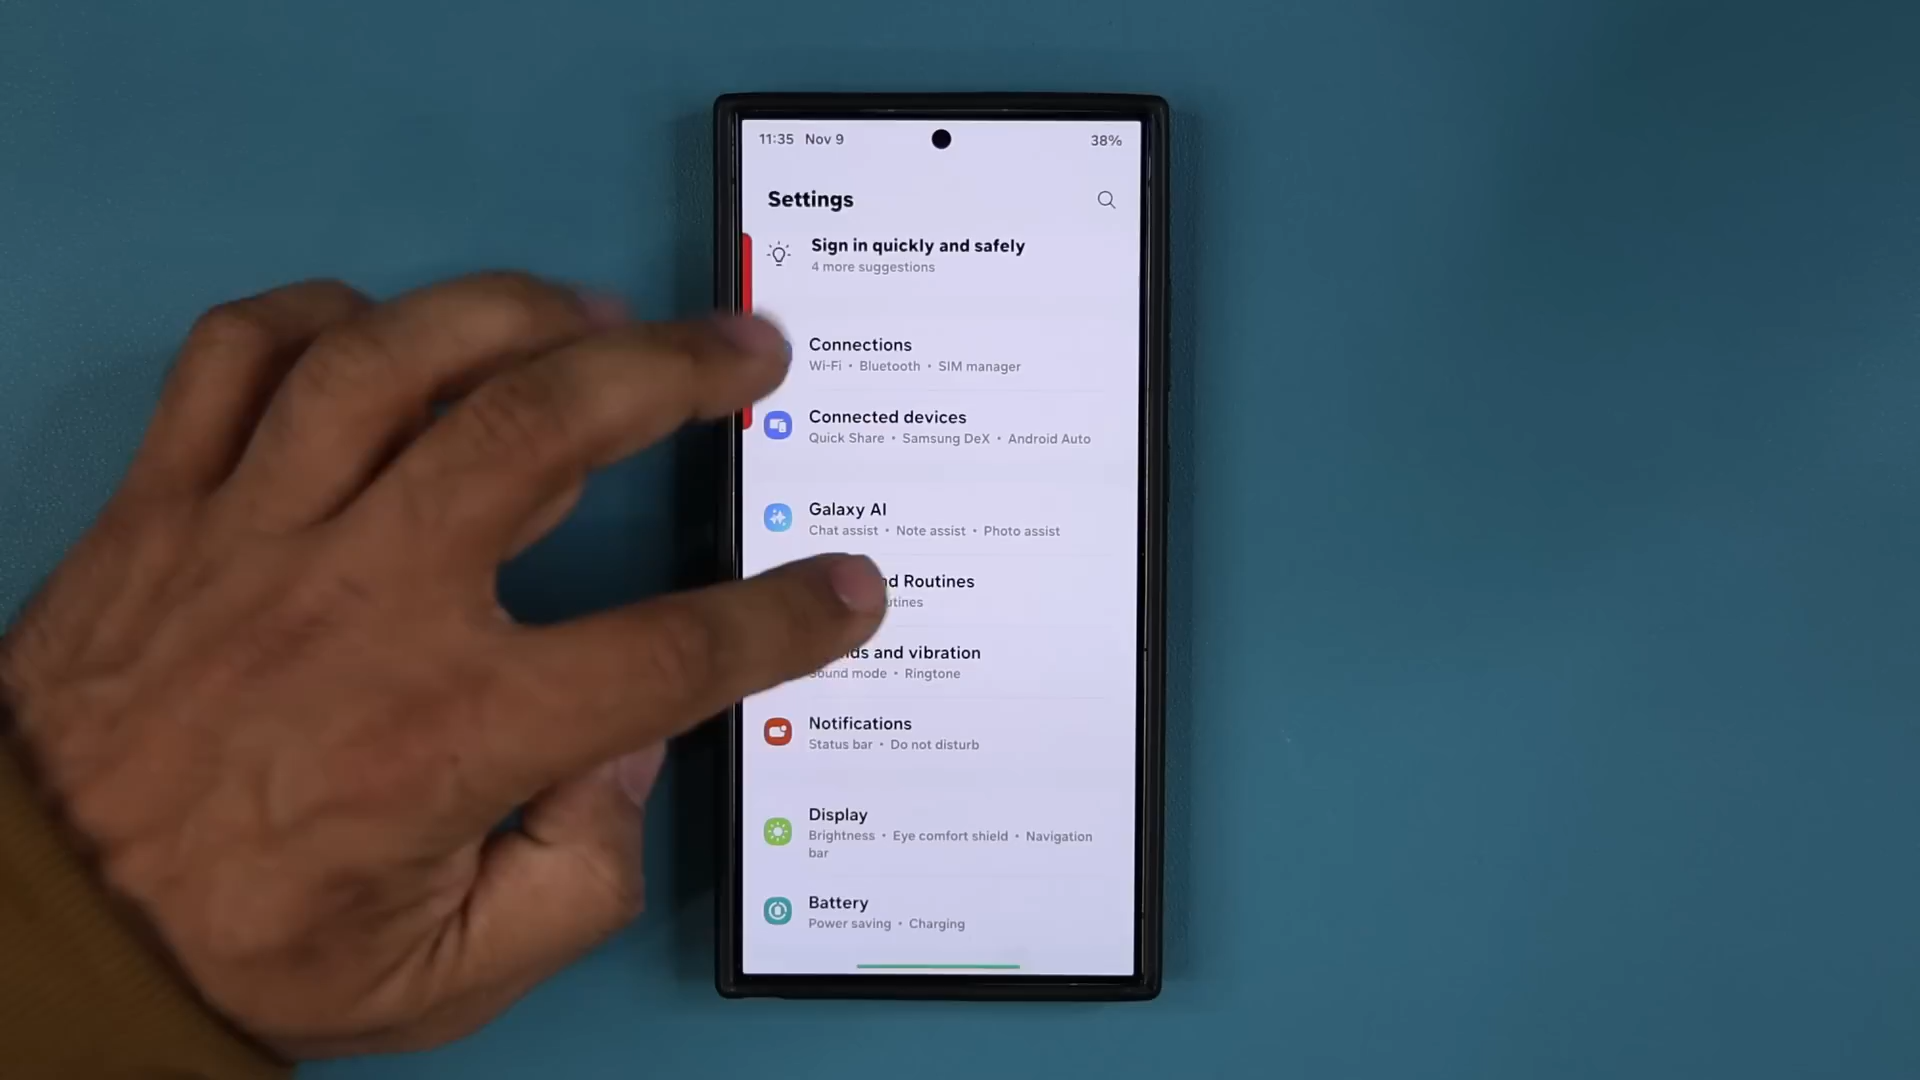 11:35 Nov 9 38%
Settings
Sign in quickly and safely
4 more suggestions
Connections
Wi-Fi • Bluetooth • SIM manager
Connected devices
Quick Share • Samsung DeX • Android Auto
Galaxy AI
Chat assist • Note assist • Photo assist
Routines
and vibration
Sound mode • Ringtone
Notifications
Status bar • Do not disturb
Display
Brightness • Eye comfort shield • Navigation
bar
Battery
Power saving • Charging